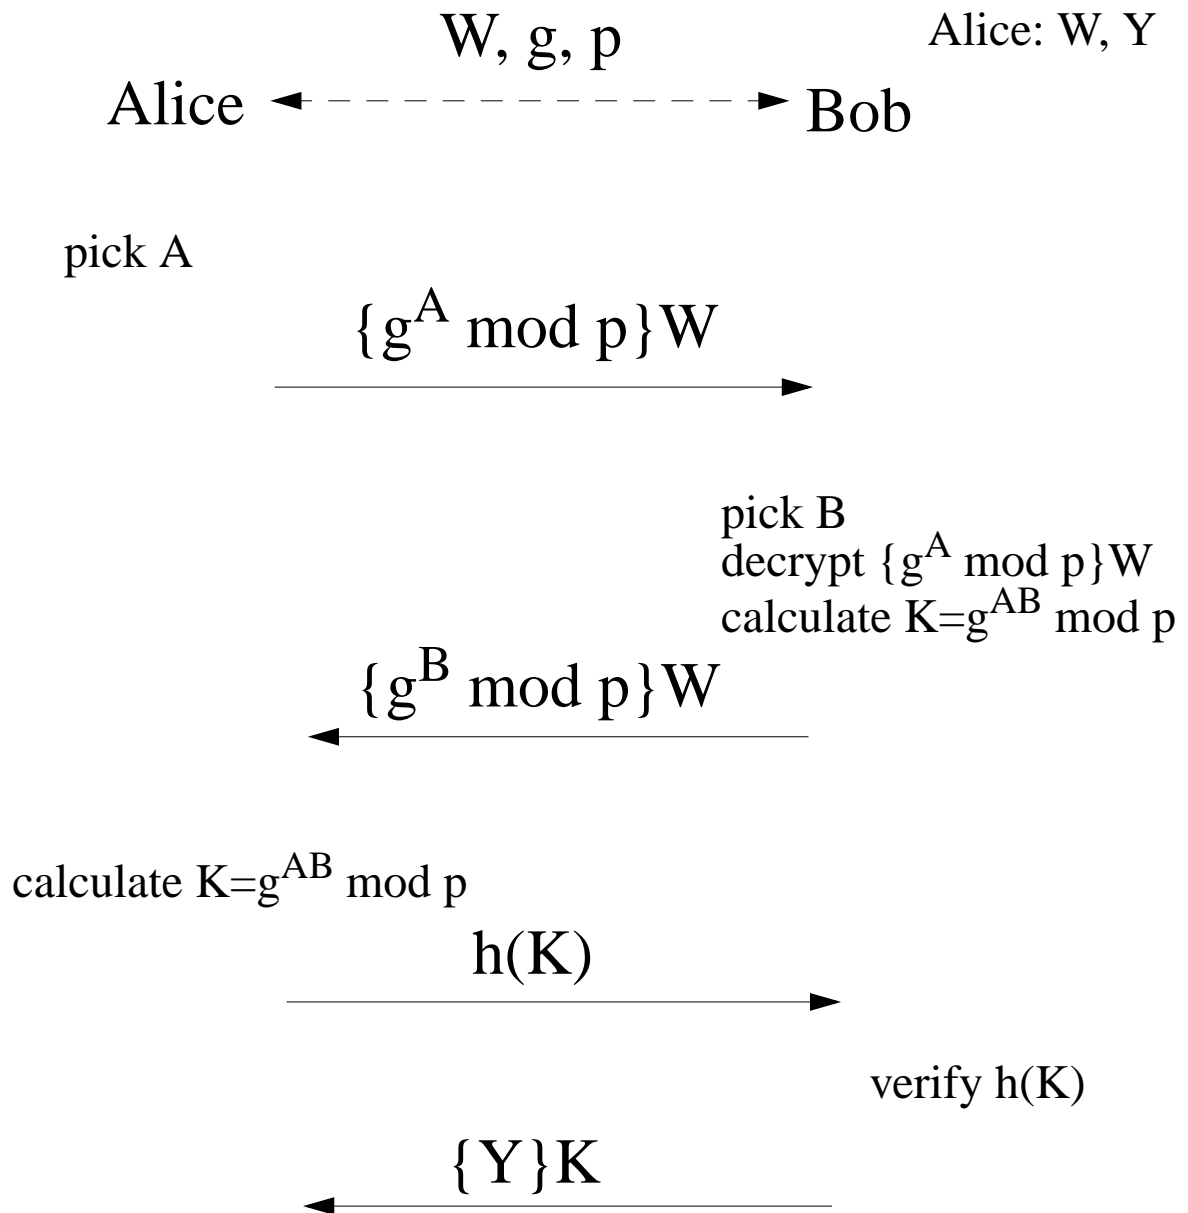 W, g, p
Alice: W, Y
Alice
Bob
pick A
{g^A mod p}W
pick B
decrypt {g^A mod p}W
calculate K=g^AB mod p
{g^B mod p}W
calculate K=g^AB mod p
h(K)
verify h(K)
{Y}K